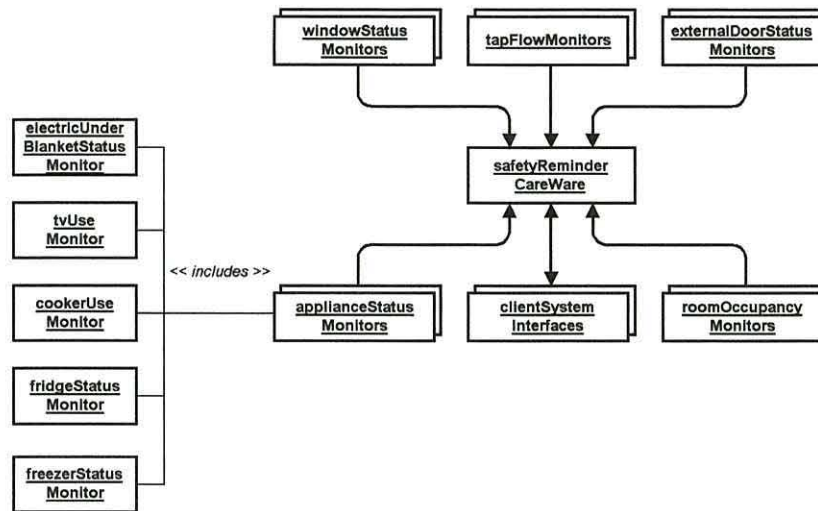 windowStatus
Monitors
tapFlowMonitors
externalDoorStatus
Monitors
electricUnder
BlanketStatus
Monitor
safetyReminder
CareWare
tvUse
Monitor
<< includes >>
cookerUse
Monitor
applianceStatus
Monitors
clientSystem
Interfaces
roomOccupancy
Monitors
fridgeStatus
Monitor
freezerStatus
Monitor